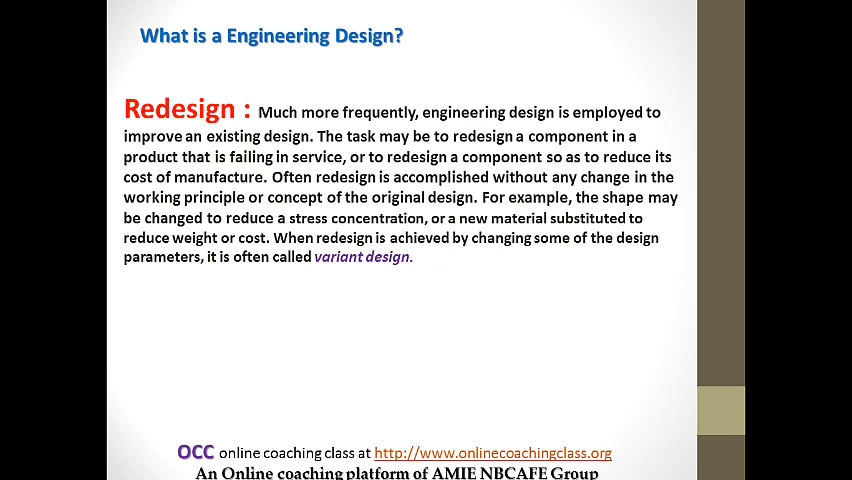 What is a Engineering Design?
Redesign : Much more frequently, engineering design is employed to
improve an existing design. The task may be to redesign a component in a
product that is failing in service, or to redesign a component so as to reduce its
cost of manufacture. Often redesign is accomplished without any change in the
working principle or concept of the original design. For example, the shape may
be changed to reduce a stress concentration, or a new material substituted to
reduce weight or cost. When redesign is achieved by changing some of the design
parameters, it is often called variant design.
OCC online coaching class at http://www.onlinecoachingclass.org
An Online coaching platform of AMIE NBCAFE Group